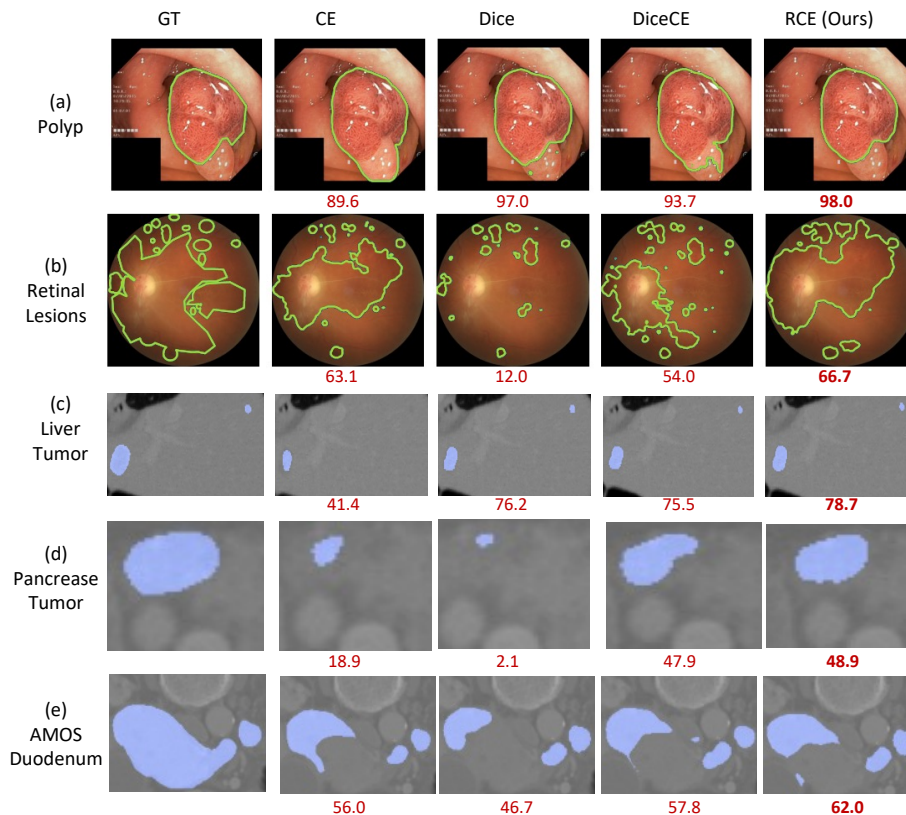 GT CE Dice DiceCE RCE (Ours)
(a)
Polyp
89.6 97.0 93.7 98.0
(b)
Retinal
Lesions
63.1 12.0 54.0 66.7
(c)
Liver
Tumor
41.4 76.2 75.5 78.7
(d)
Pancrease
Tumor
18.9 2.1 47.9 48.9
(e)
AMOS
Duodenum
56.0 46.7 57.8 62.0